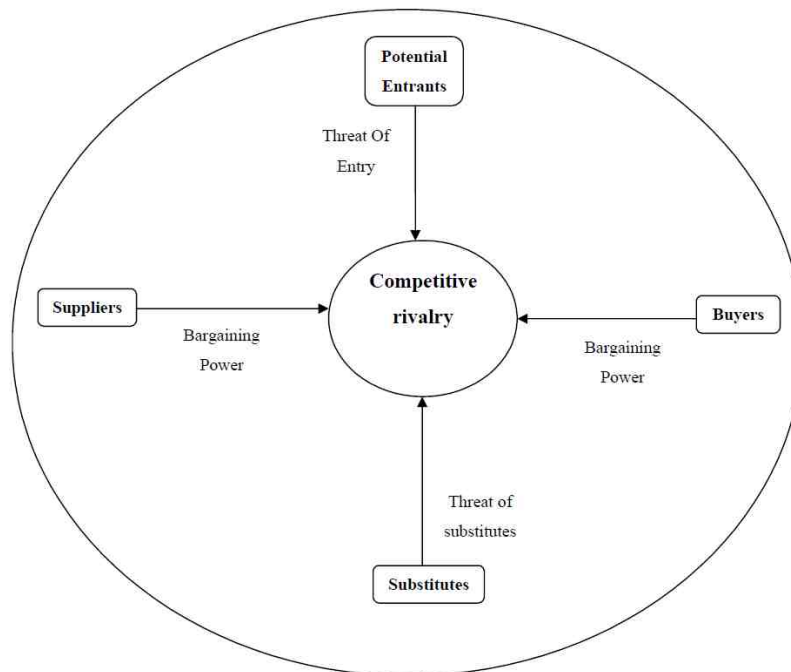 Potential
Entrants
Threat Of
Entry
Competitive
rivalry
Suppliers
Bargaining
Power
Buyers
Bargaining
Power
Threat of
substitutes
Substitutes